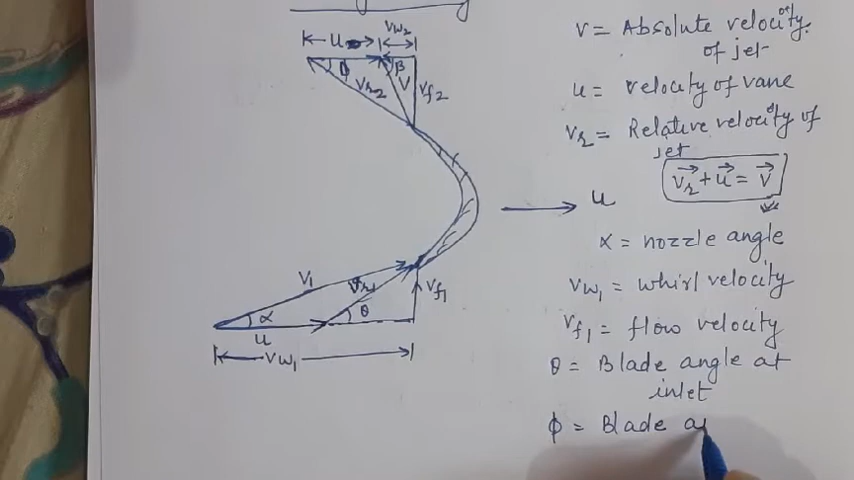 Vw₂
u
ϕ
β
Vr₂
V
Vf₂
u
V₁
Vr₁
Vf₁
α
θ
u
Vw₁
V = Absolute velocity
of jet
u = velocity of vane
Vr = Relative velocity of
jet
Vr + u = V
α = nozzle angle
Vw₁ = whirl velocity
Vf₁ = flow velocity
θ = Blade angle at
inlet
ϕ = Blade